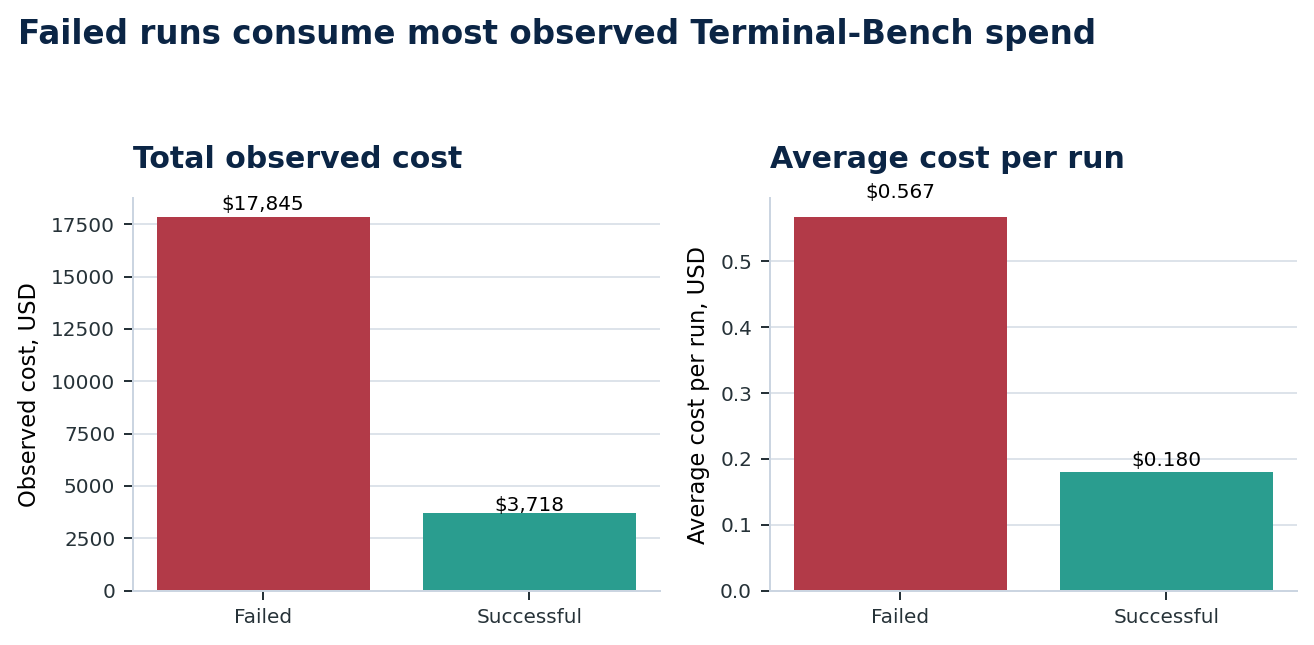 Failed runs consume most observed Terminal-Bench spend
Total observed cost
Observed cost, USD
17500
15000
12500
10000
7500
5000
2500
0
$17,845
$3,718
Failed
Successful
Average cost per run
Average cost per run, USD
0.5
0.4
0.3
0.2
0.1
0.0
$0.567
$0.180
Failed
Successful